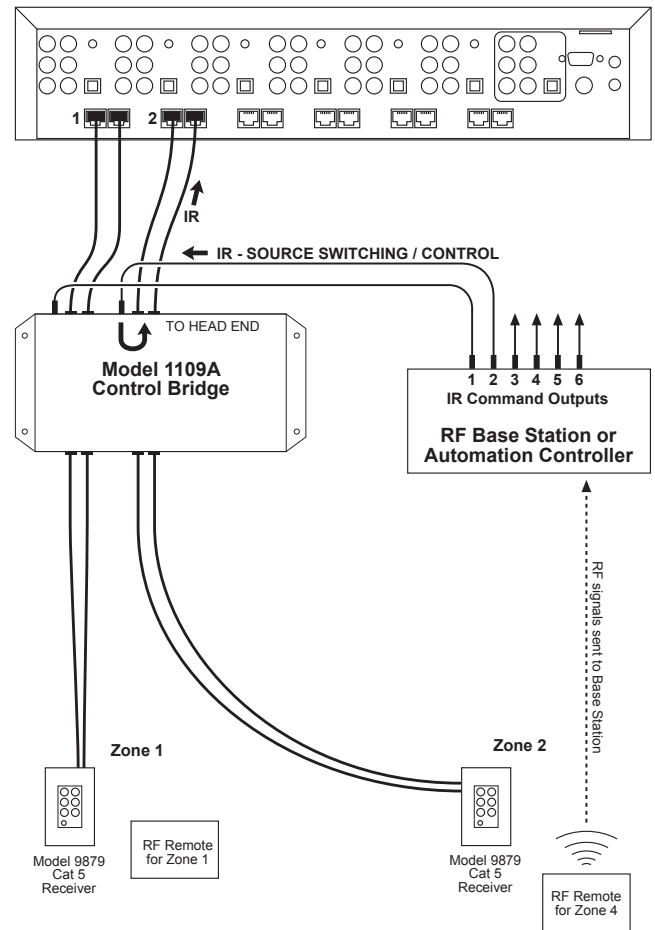 1
2
IR
IR - SOURCE SWITCHING / CONTROL
TO HEAD END
Model 1109A
Control Bridge
1 2 3 4 5 6
IR Command Outputs
RF Base Station or
Automation Controller
RF signals sent to Base Station
Zone 1
Zone 2
Model 9879
Cat 5
Receiver
RF Remote
for Zone 1
Model 9879
Cat 5
Receiver
RF Remote
for Zone 4